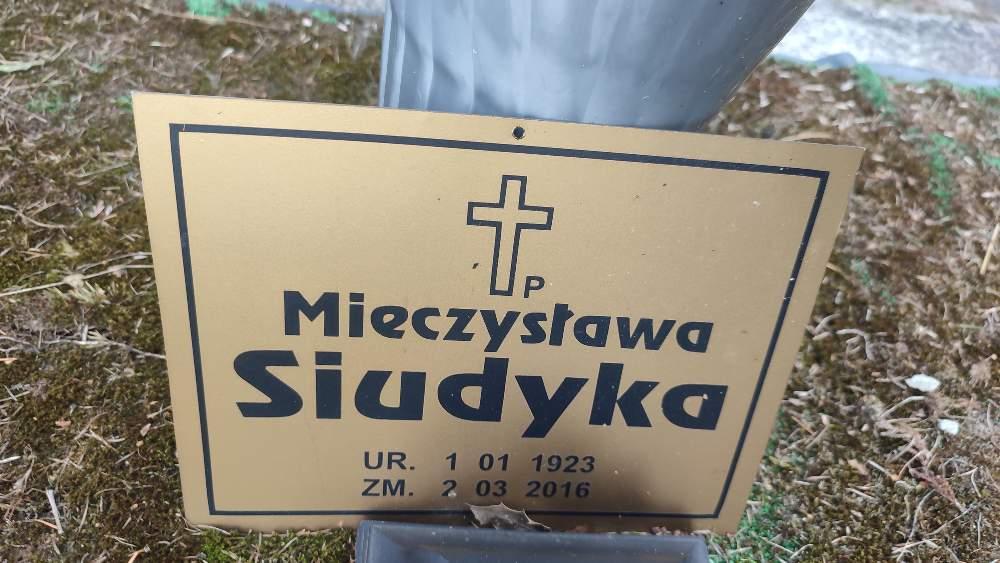 P
Mieczysława
Siudyka
UR. 1 01 1923
ZM. 2 03 2016